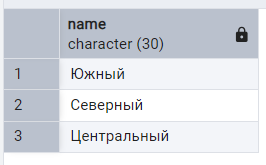 name
character (30)
1 Южный
2 Северный
3 Центральный